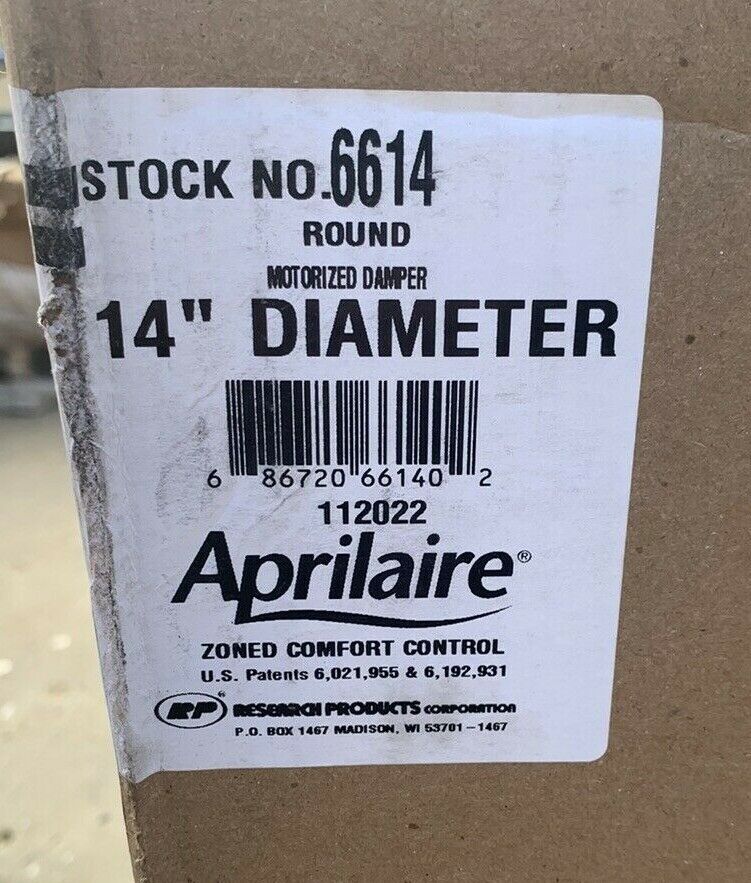 STOCK NO. 6614
ROUND
MOTORIZED DAMPER
14" DIAMETER
6 86720 66140 2
112022
Aprilaire®
ZONED COMFORT CONTROL
U.S. Patents 6,021,955 & 6,192,931
RP® RESEARCH PRODUCTS CORPORATION
P.O. BOX 1467 MADISON, WI 53701-1467